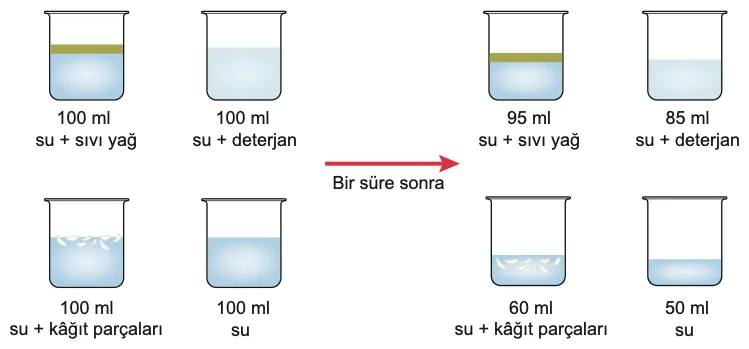 100 ml
su + sıvı yağ
100 ml
su + deterjan
95 ml
su + sıvı yağ
85 ml
su + deterjan
Bir süre sonra
100 ml
su + kâğıt parçaları
100 ml
su
60 ml
su + kâğıt parçaları
50 ml
su